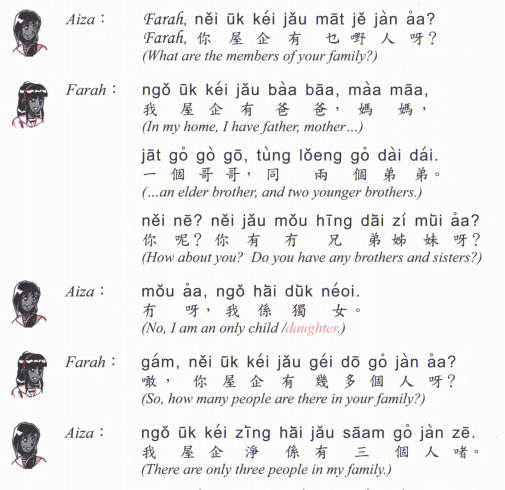 Aiza： Farah, něi ūk kéi jǎu māt jě jàn åa?
Farah, 你 屋 企 有 乜 嘢 人 呀？
(What are the members of your family?)
Farah： ngǒ ūk kéi jǎu bàa bāa, màa māa,
我 屋 企 有 爸 爸，媽 媽，
(In my home, I have father, mother…)
jāt go̊ gò gō, tùng lǒeng go̊ dài dái.
一 個 哥 哥，同 兩 個 弟 弟。
(…an elder brother, and two younger brothers.)
něi nē? něi jǎu mǒu hīng dāi zí mūi åa?
你 呢？你 有 冇 兄 弟 姊 妹 呀？
(How about you? Do you have any brothers and sisters?)
Aiza： mǒu åa, ngǒ hāi dūk néoi.
冇 呀，我 係 獨 女。
(No, I am an only child /daughter.)
Farah： gám, něi ūk kéi jǎu géi dō go̊ jàn åa?
噉，你 屋 企 有 幾 多 個 人 呀？
(So, how many people are there in your family?)
Aiza： ngǒ ūk kéi zīng hāi jǎu sāam go̊ jàn zē.
我 屋 企 淨 係 有 三 個 人 啫。
(There are only three people in my family.)